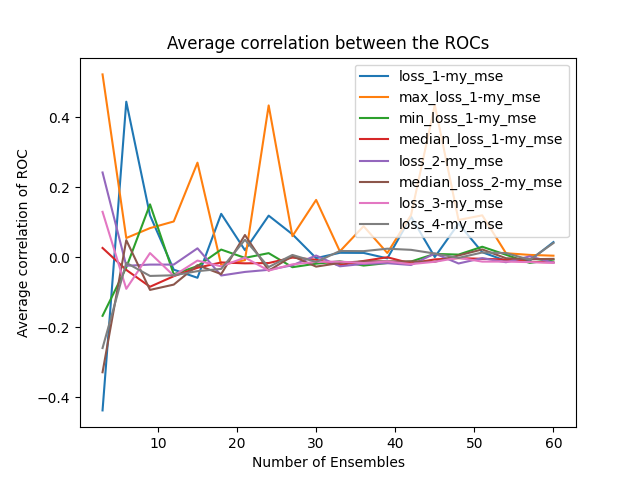 Average correlation between the ROCs
loss_1-my_mse
max_loss_1-my_mse
min_loss_1-my_mse
median_loss_1-my_mse
loss_2-my_mse
median_loss_2-my_mse
loss_3-my_mse
loss_4-my_mse
Average correlation of ROC
0.4
0.2
0.0
−0.2
−0.4
10 20 30 40 50 60
Number of Ensembles